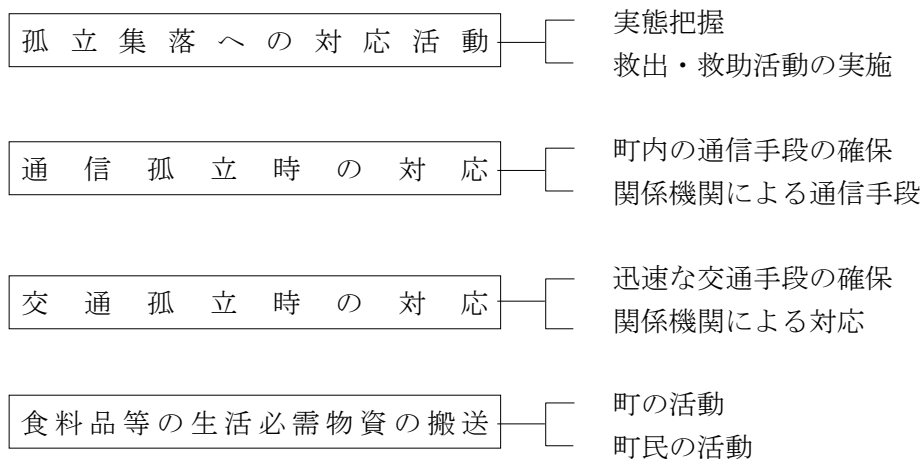 孤立集落への対応活動
実態把握
救出・救助活動の実施
通信孤立時の対応
町内の通信手段の確保
関係機関による通信手段
交通孤立時の対応
迅速な交通手段の確保
関係機関による対応
食料品等の生活必需物資の搬送
町の活動
町民の活動